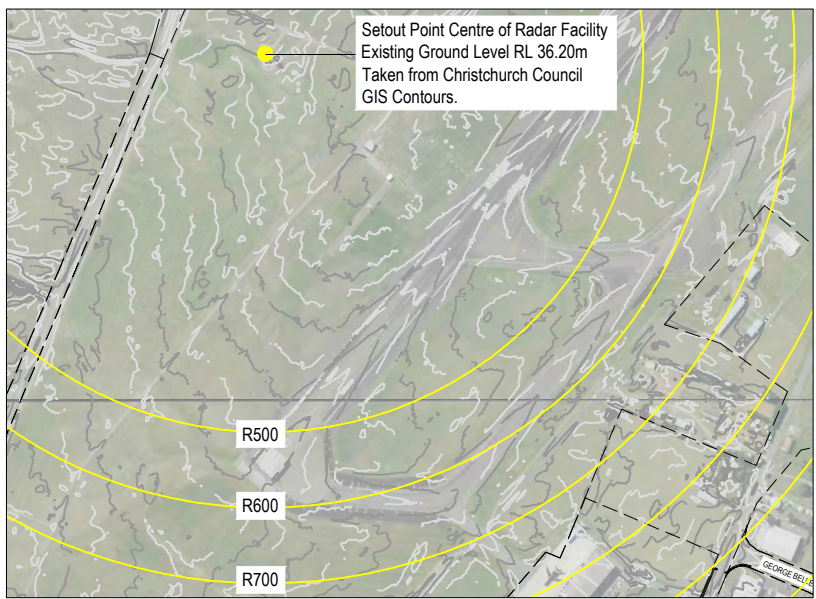 Setout Point Centre of Radar Facility
Existing Ground Level RL 36.20m
Taken from Christchurch Council
GIS Contours.
R500
R600
R700
GEORGE BELLE